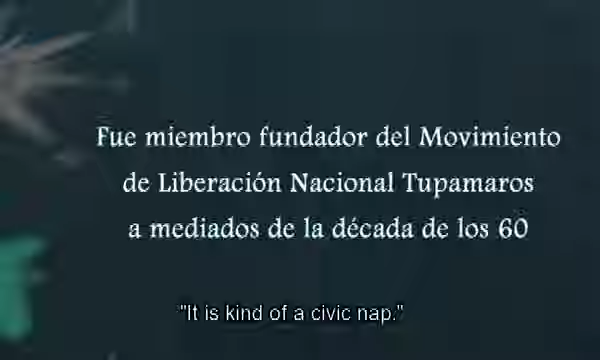 Fue miembro fundador del Movimiento
de Liberación Nacional Tupamaros
a mediados de la década de los 60
"It is kind of a civic nap."